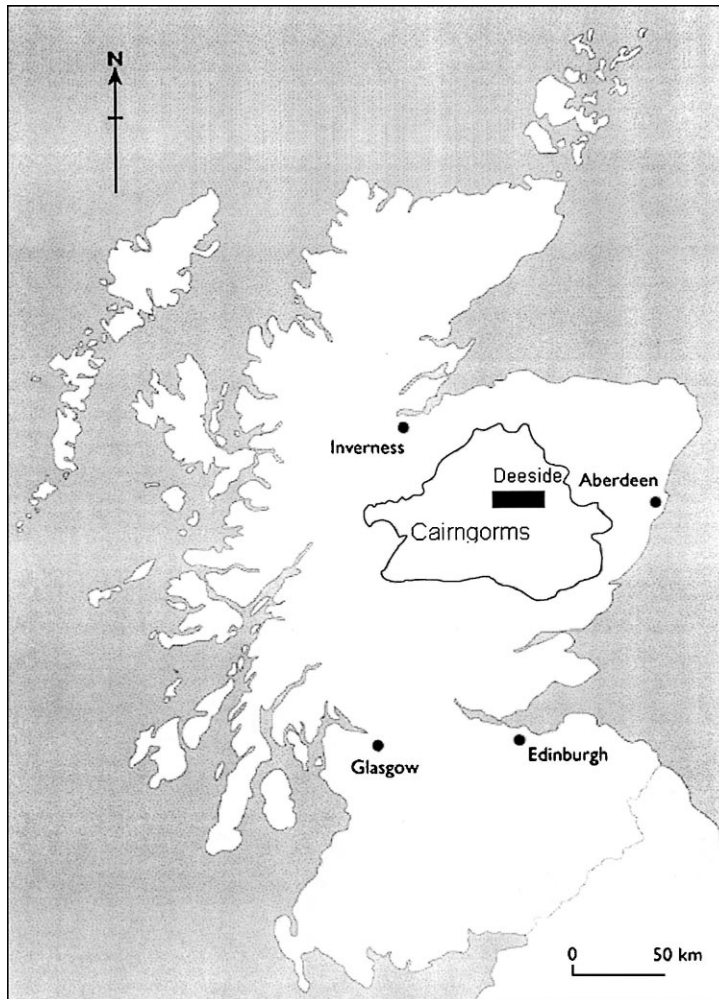 N
Inverness
Deeside
Aberdeen
Cairngorms
Glasgow
Edinburgh
0 50 km